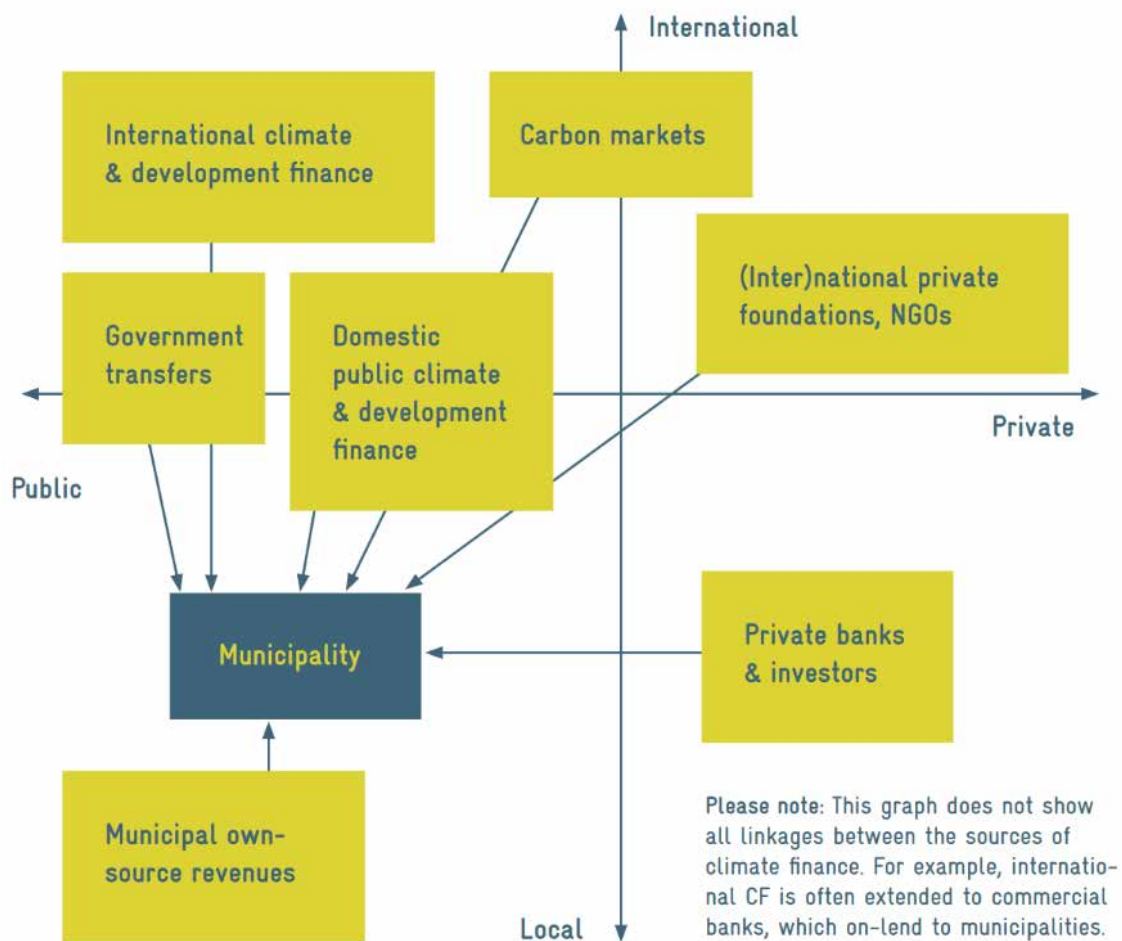 International
International climate
& development finance
Carbon markets
(Inter)national private
foundations, NGOs
Government
transfers
Domestic
public climate
& development
finance
Private
Public
Municipality
Private banks
& investors
Municipal own-
source revenues
Please note: This graph does not show
all linkages between the sources of
climate finance. For example, internatio-
nal CF is often extended to commercial
banks, which on-lend to municipalities.
Local